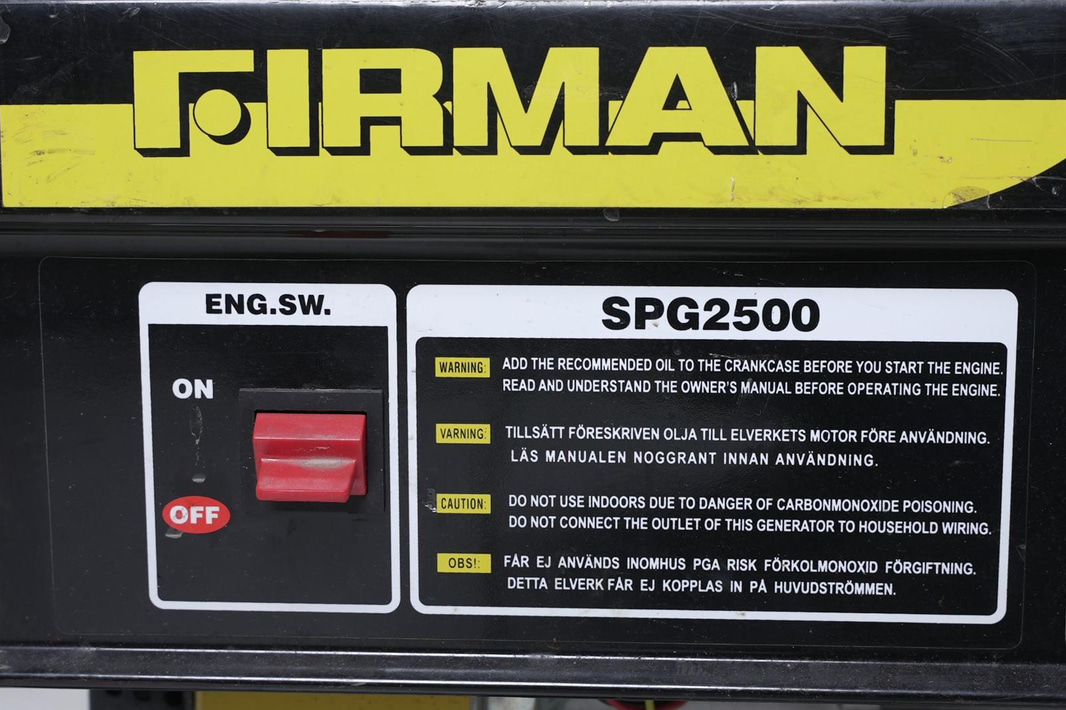 FIRMAN
ENG.SW.
ON
OFF
SPG2500
WARNING: ADD THE RECOMMENDED OIL TO THE CRANKCASE BEFORE YOU START THE ENGINE.
READ AND UNDERSTAND THE OWNER'S MANUAL BEFORE OPERATING THE ENGINE.
VARNING: TILLSÄTT FÖRESKRIVEN OLJA TILL ELVERKETS MOTOR FÖRE ANVÄNDNING.
LÄS MANUALEN NOGGRANT INNAN ANVÄNDNING.
CAUTION: DO NOT USE INDOORS DUE TO DANGER OF CARBONMONOXIDE POISONING.
DO NOT CONNECT THE OUTLET OF THIS GENERATOR TO HOUSEHOLD WIRING.
OBS!: FÅR EJ ANVÄNDS INOMHUS PGA RISK FÖRKOLMONOXID FÖRGIFTNING.
DETTA ELVERK FÅR EJ KOPPLAS IN PÅ HUVUDSTRÖMMEN.